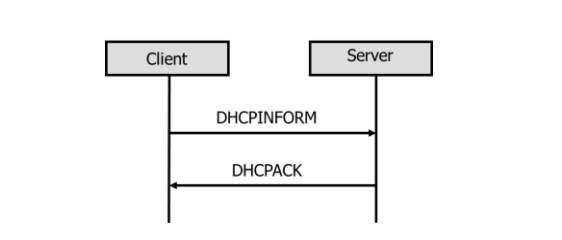 Client
Server
DHCPINFORM
DHCPACK